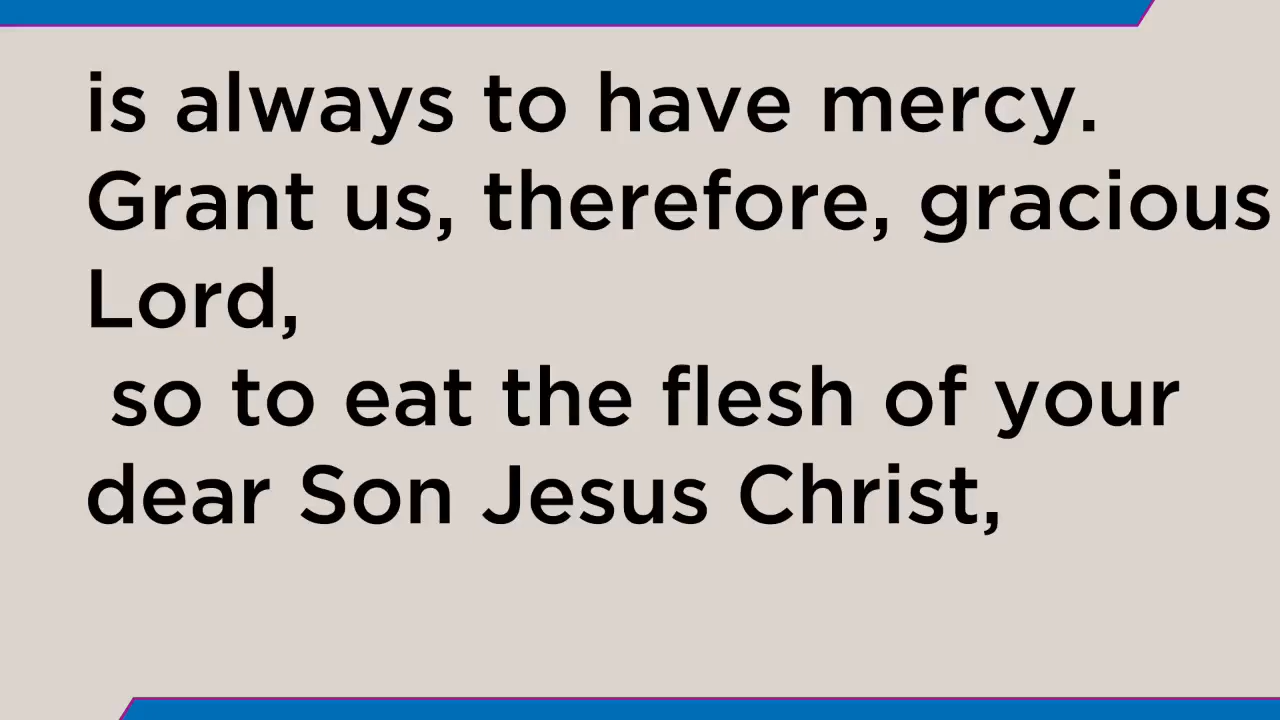 is always to have mercy.
Grant us, therefore, gracious
Lord,
so to eat the flesh of your
dear Son Jesus Christ,